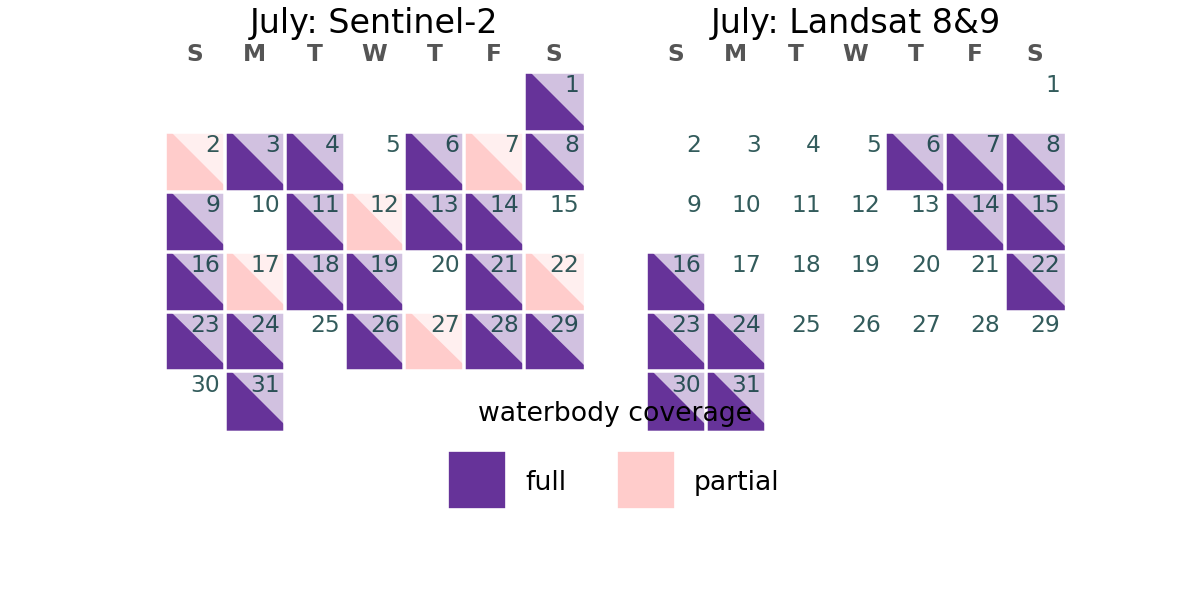 July: Sentinel-2
S M T W T F S
1
2 3 4 5 6 7 8
9 10 11 12 13 14 15
16 17 18 19 20 21 22
23 24 25 26 27 28 29
30 31
July: Landsat 8&9
S M T W T F S
1
2 3 4 5 6 7 8
9 10 11 12 13 14 15
16 17 18 19 20 21 22
23 24 25 26 27 28 29
30 31
waterbody coverage
full partial